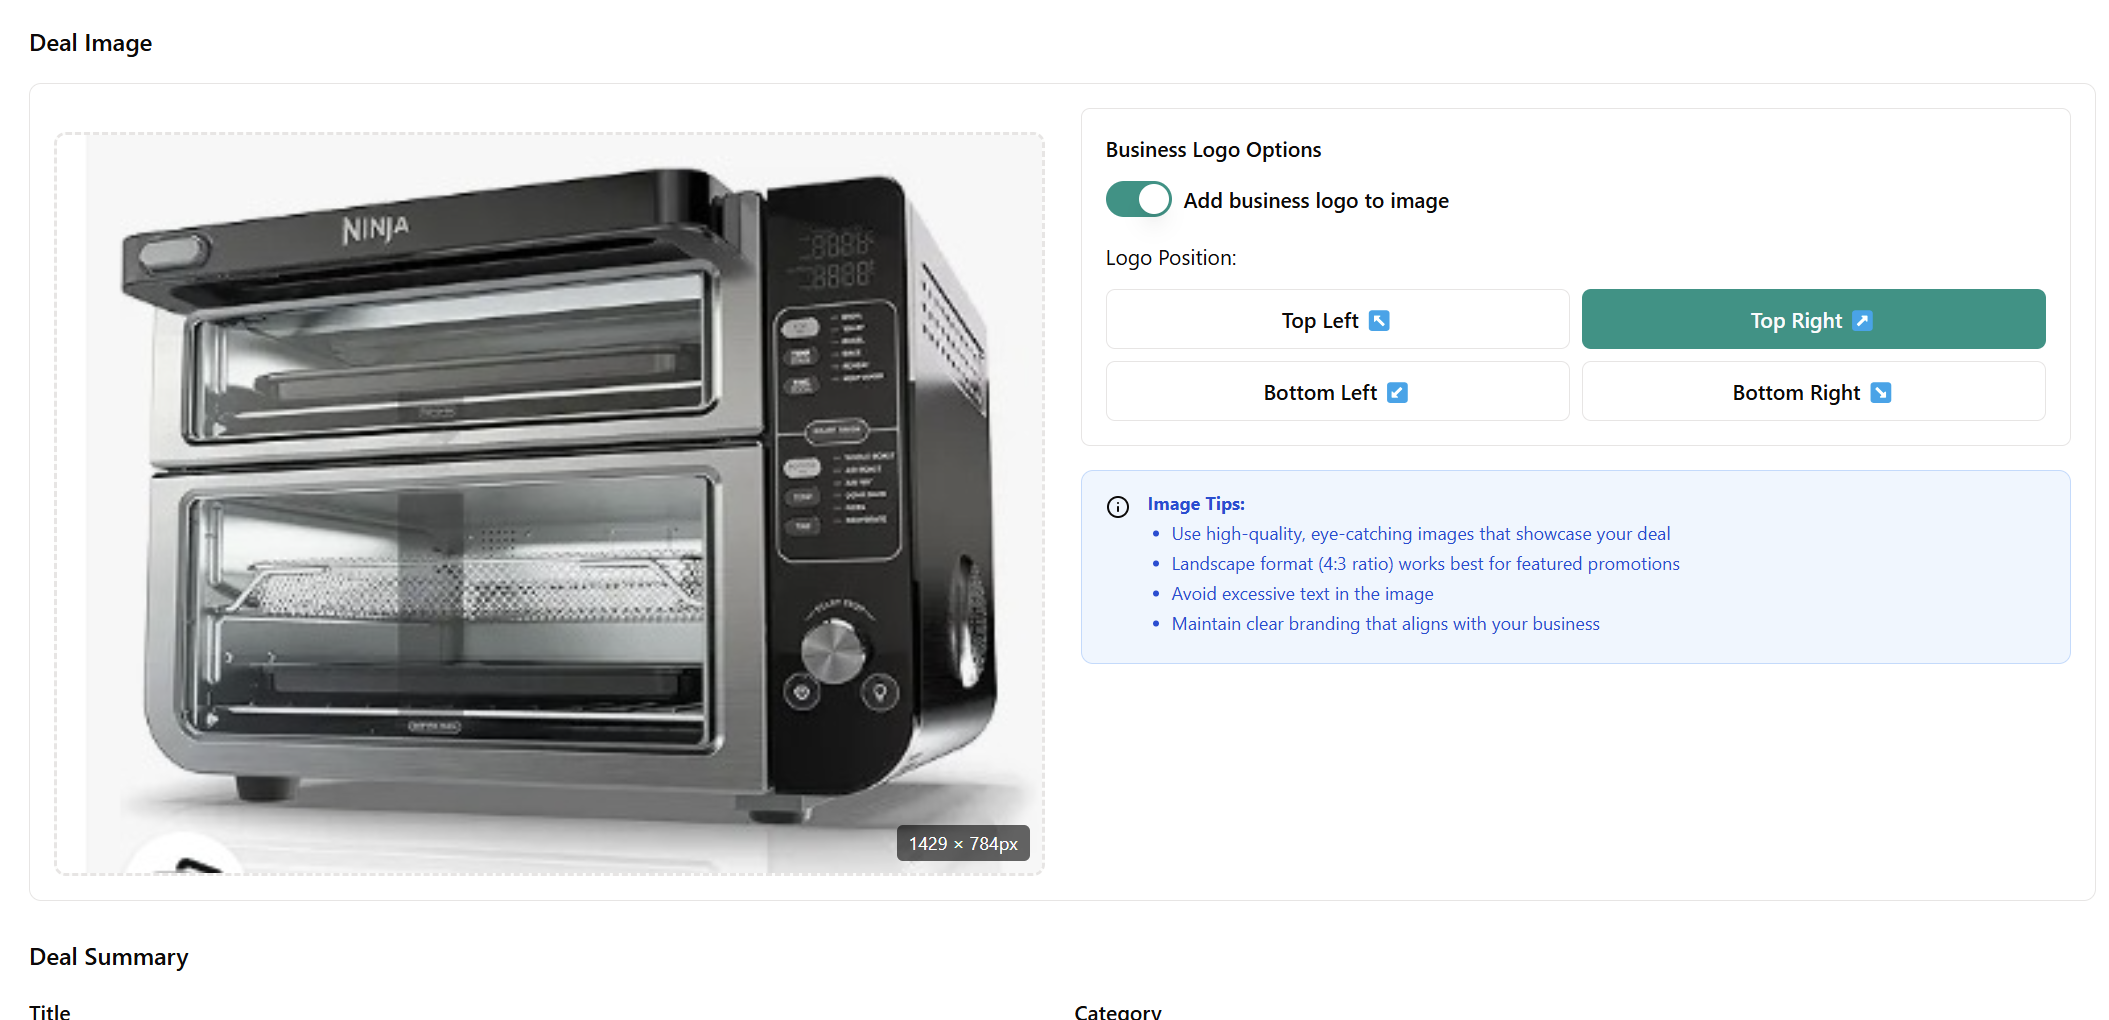 Deal Image
NINJA
1429 × 784px
Business Logo Options
Add business logo to image
Logo Position:
Top Left ↖️
Top Right ↗️
Bottom Left ↙️
Bottom Right ↘️
Image Tips:
• Use high-quality, eye-catching images that showcase your deal
• Landscape format (4:3 ratio) works best for featured promotions
• Avoid excessive text in the image
• Maintain clear branding that aligns with your business
Deal Summary
Title
Category